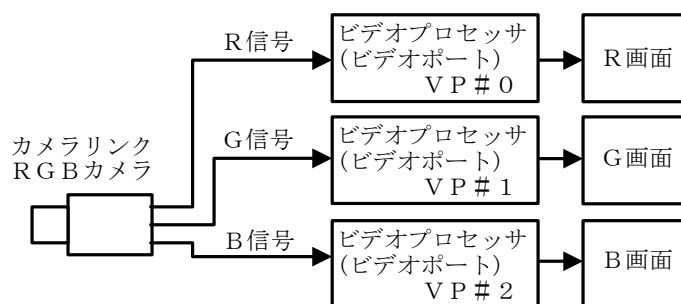 R信号
ビデオプロセッサ
(ビデオポート)
VP#0
R画面
カメラリンク
RGBカメラ
G信号
ビデオプロセッサ
(ビデオポート)
VP#1
G画面
B信号
ビデオプロセッサ
(ビデオポート)
VP#2
B画面